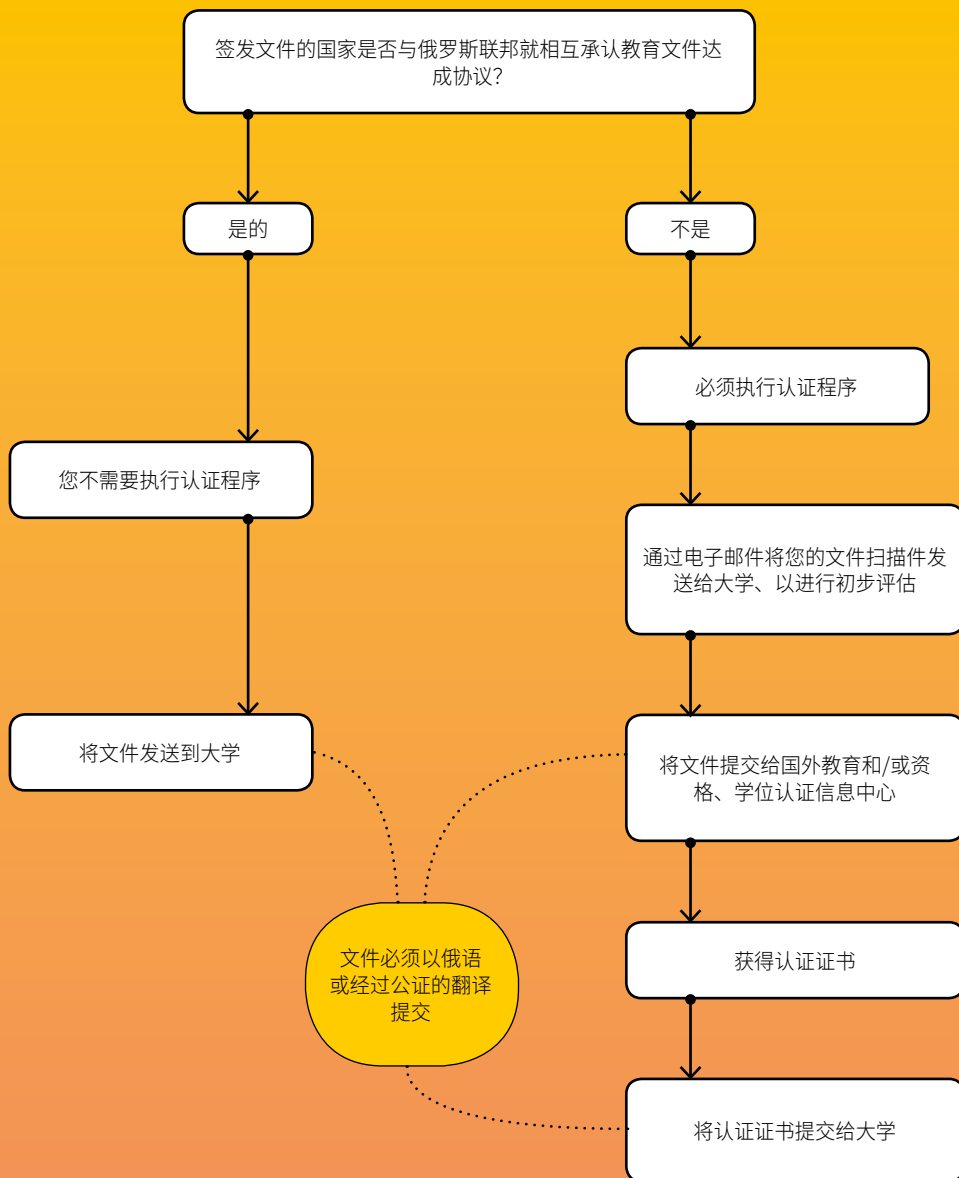 签发文件的国家是否与俄罗斯联邦就相互承认教育文件达
成协议？
是的
不是
必须执行认证程序
您不需要执行认证程序
通过电子邮件将您的文件扫描件发
送给大学、以进行初步评估
将文件发送到大学
将文件提交给国外教育和/或资
格、学位认证信息中心
文件必须以俄语
或经过公证的翻译
提交
获得认证证书
将认证证书提交给大学